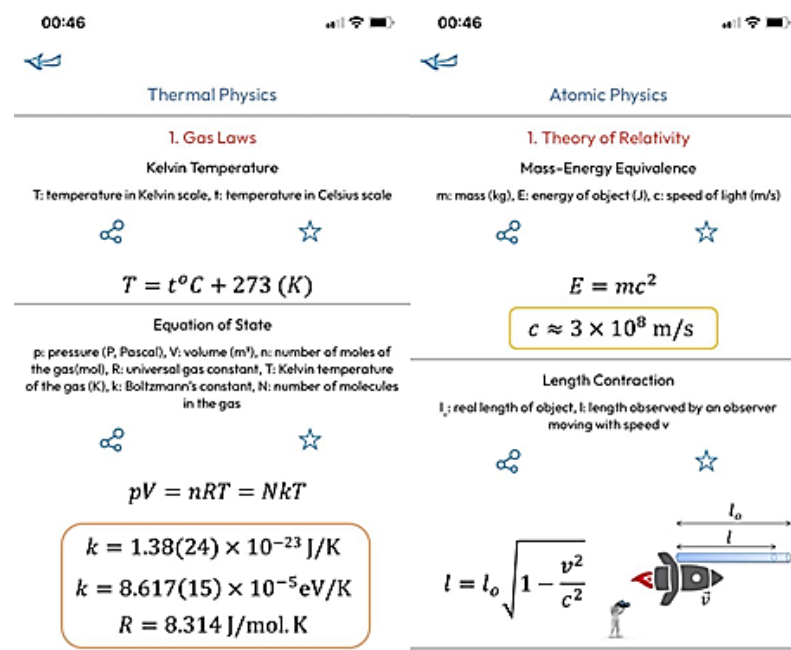 00:46
Thermal Physics
1. Gas Laws
Kelvin Temperature
T: temperature in Kelvin scale, t: temperature in Celsius scale
T = t°C + 273 (K)
Equation of State
p: pressure (P, Pascal), V: volume (m³), n: number of moles of
the gas(mol), R: universal gas constant, T: Kelvin temperature
of the gas (K), k: Boltzmann's constant, N: number of molecules
in the gas
pV = nRT = NkT
k = 1.38(24) × 10⁻²³ J/K
k = 8.617(15) × 10⁻⁵eV/K
R = 8.314 J/mol. K
00:46
Atomic Physics
1. Theory of Relativity
Mass-Energy Equivalence
m: mass (kg), E: energy of object (J), c: speed of light (m/s)
E = mc²
c ≈ 3 × 10⁸ m/s
Length Contraction
lₒ: real length of object, l: length observed by an observer
moving with speed v
l = lₒ √(1 − v²/c²)
lₒ
l
v⃗